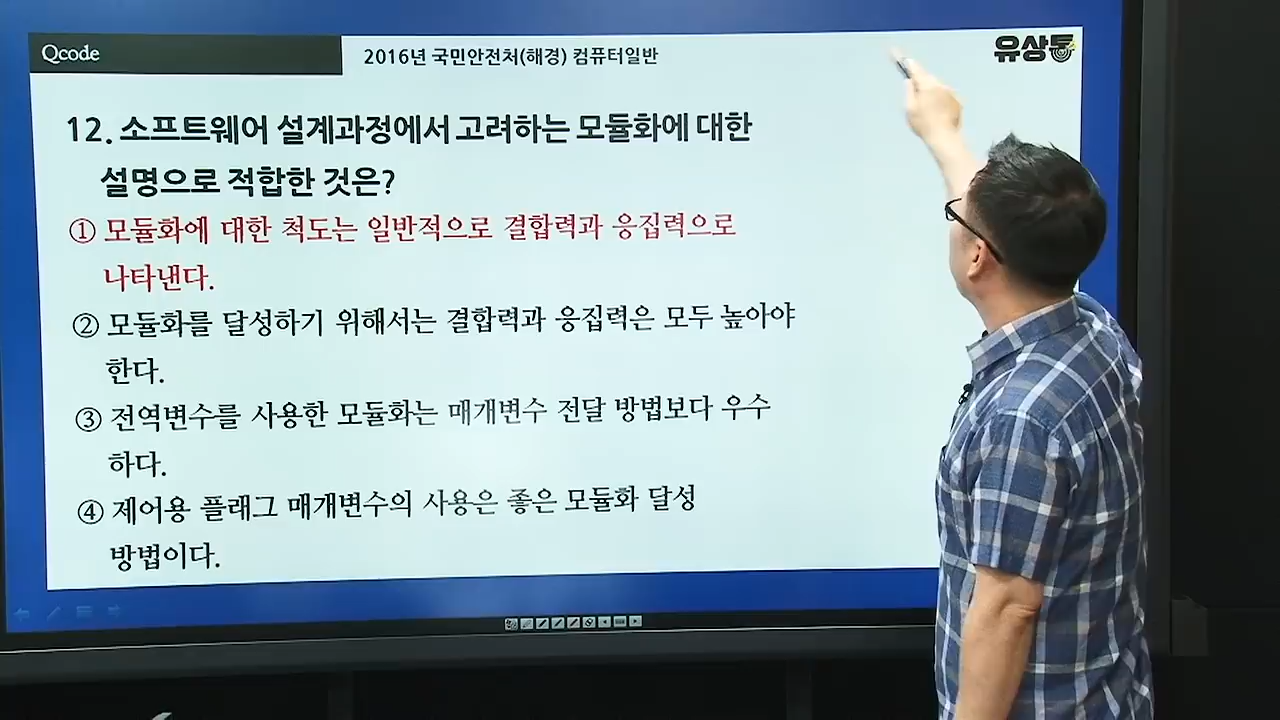 Qcode
2016년 국민안전처(해경) 컴퓨터일반
유상통
12. 소프트웨어 설계과정에서 고려하는 모듈화에 대한
설명으로 적합한 것은?
① 모듈화에 대한 척도는 일반적으로 결합력과 응집력으로
나타낸다.
② 모듈화를 달성하기 위해서는 결합력과 응집력은 모두 높아야
한다.
③ 전역변수를 사용한 모듈화는 매개변수 전달 방법보다 우수
하다.
④ 제어용 플래그 매개변수의 사용은 좋은 모듈화 달성
방법이다.